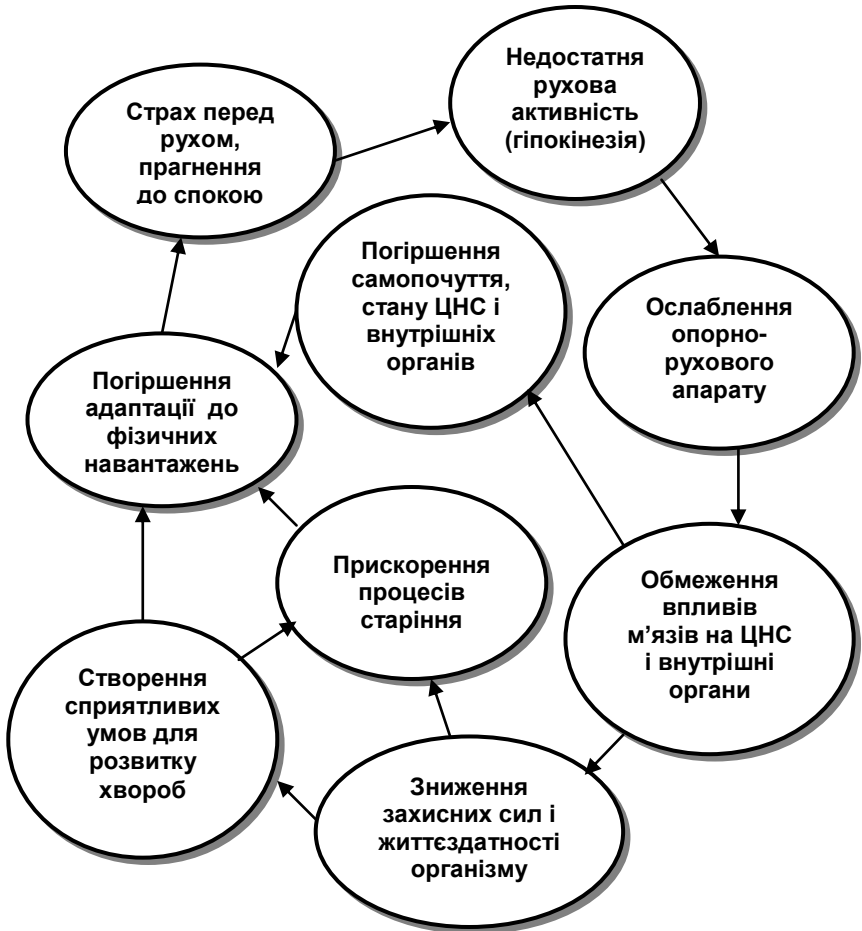 Недостатня
рухова
активність
(гіпокінезія)
Страх перед
рухом,
прагнення
до спокою
Погіршення
самопочуття,
стану ЦНС і
внутрішніх
органів
Ослаблення
опорно-
рухового
апарату
Погіршення
адаптації до
фізичних
навантажень
Прискорення
процесів
старіння
Обмеження
впливів
м’язів на ЦНС
і внутрішні
органи
Створення
сприятливих
умов для
розвитку
хвороб
Зниження
захисних сил і
життєздатності
організму